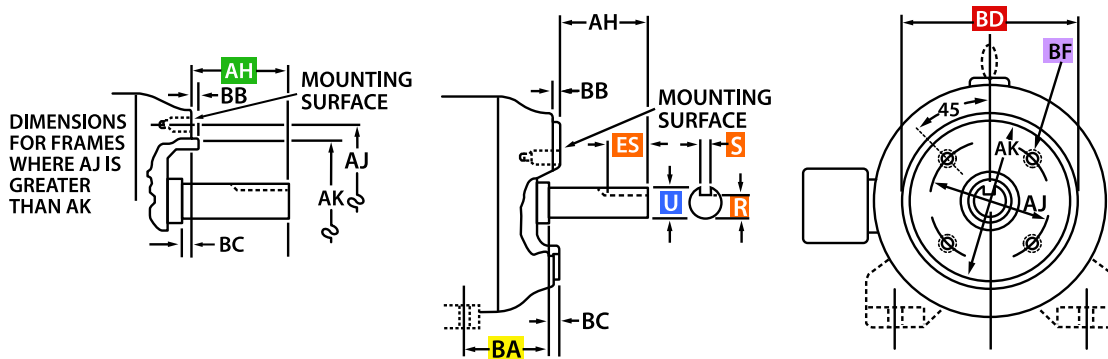 AH
BB
MOUNTING
SURFACE
DIMENSIONS
FOR FRAMES
WHERE AJ IS
GREATER
THAN AK
AJ
AK
BC
AH
BB
MOUNTING
SURFACE
ES
S
U
R
BC
BA
BD
BF
45
AK
AJ